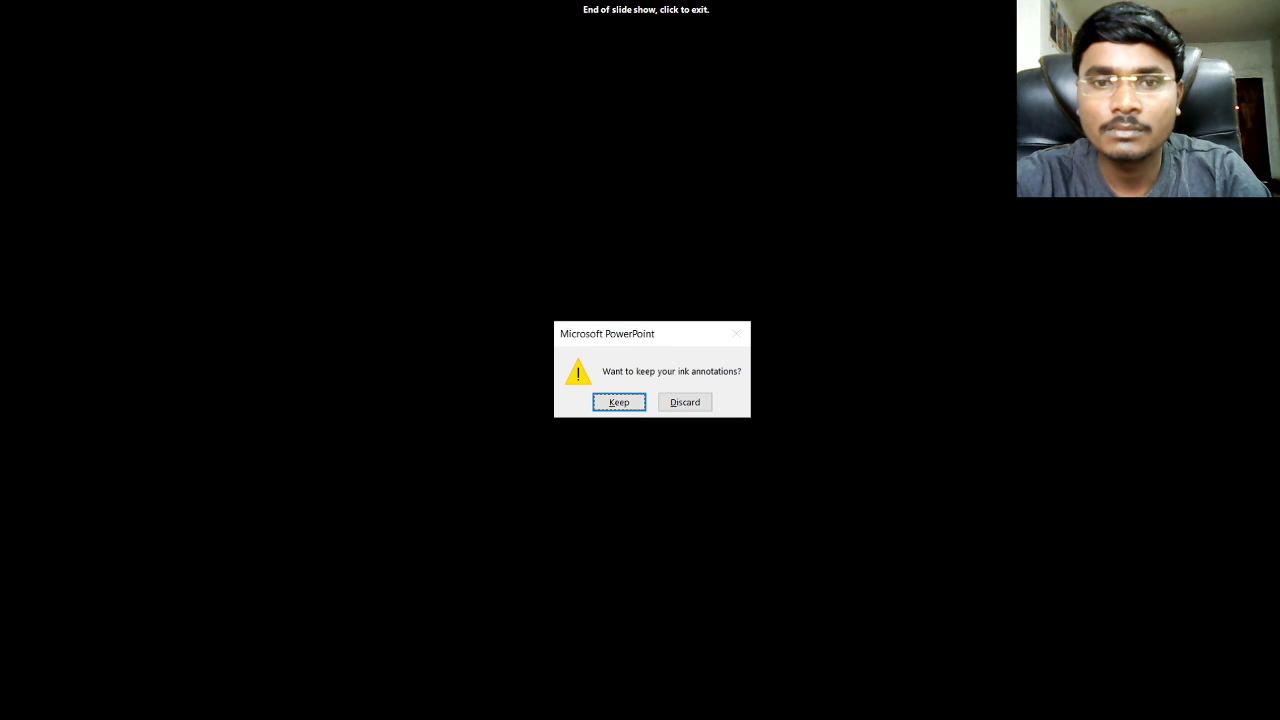 End of slide show, click to exit.
Microsoft PowerPoint
Want to keep your ink annotations?
Keep
Discard